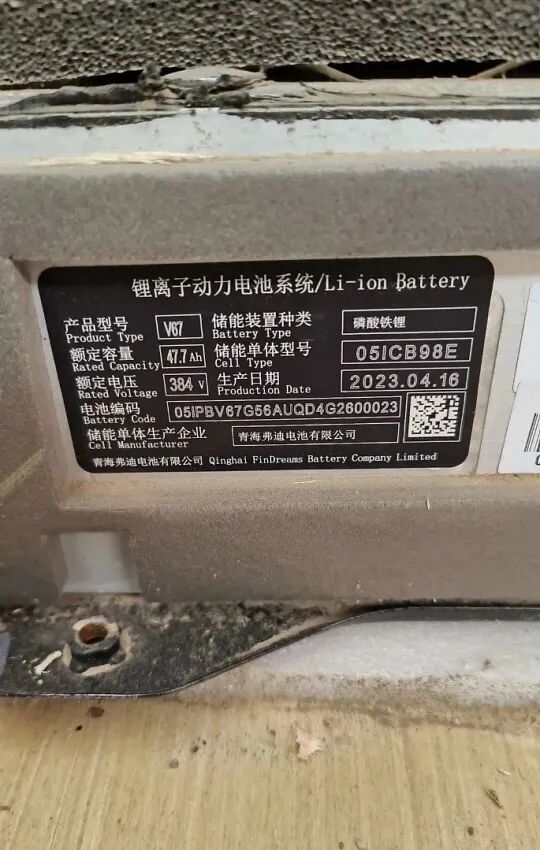 锂离子动力电池系统/Li-ion Battery
产品型号 V67 储能装置种类 磷酸铁锂
Product Type Battery Type
额定容量 47.7Ah 储能单体型号 05ICB98E
Rated Capacity Cell Type
额定电压 384 V 生产日期 2023.04.16
Rated Voltage Production Date
电池编码 05IPBV67G56AUQD4G2600023
Battery Code
储能单体生产企业 青海弗迪电池有限公司
Cell Manufacturer
青海弗迪电池有限公司 Qinghai FinDreams Battery Company Limited